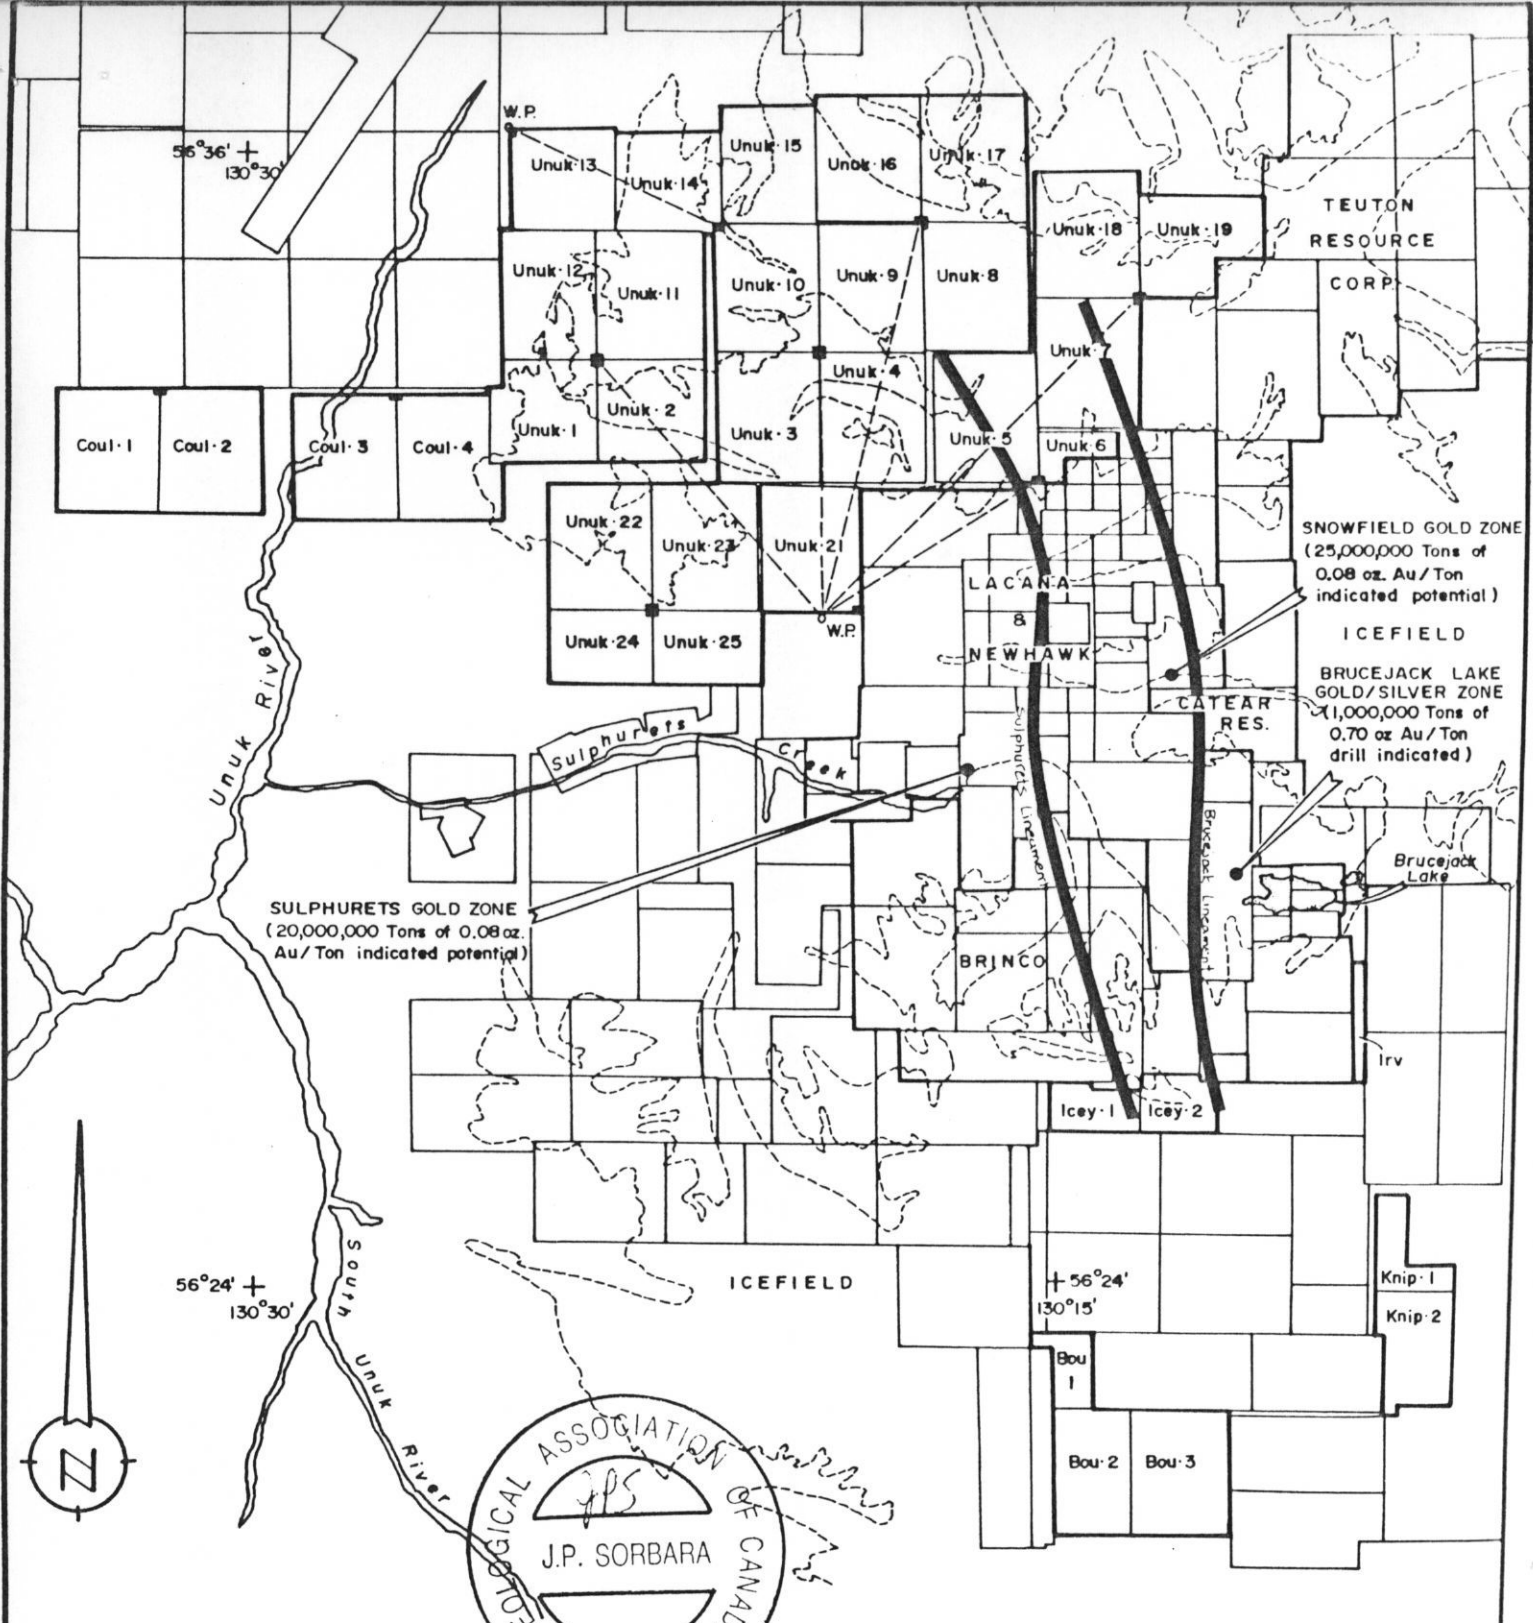 W.P.
56°36'
130°30'
Unuk·13
Unuk·14
Unuk·15
Unuk·16
Unuk·17
Unuk·18
Unuk·19
TEUTON
RESOURCE
CORP.
Unuk·12
Unuk·11
Unuk·10
Unuk·9
Unuk·8
Unuk·7
Unuk·1
Unuk·2
Unuk·3
Unuk·4
Unuk·5
Unuk·6
Coul·1
Coul·2
Coul·3
Coul·4
Unuk·22
Unuk·23
Unuk·21
Unuk·24
Unuk·25
W.P.
LACANA
&
NEWHAWK
SNOWFIELD GOLD ZONE
(25,000,000 Tons of
0.08 oz. Au/Ton
indicated potential)
ICEFIELD
BRUCEJACK LAKE
GOLD/SILVER ZONE
(1,000,000 Tons of
0.70 oz Au/Ton
drill indicated)
CATEAR
RES.
Unuk River
Sulphurets Creek
Sulphurets Lineament
Brucejack Lineament
Brucejack
Lake
SULPHURETS GOLD ZONE
(20,000,000 Tons of 0.08 oz.
Au/Ton indicated potential)
BRINCO
Irv
Icey·1
Icey·2
56°24'
130°30'
South Unuk River
ICEFIELD
56°24'
130°15'
Knip·1
Knip·2
Bou
1
Bou·2
Bou·3
N
ASSOCIATION OF
JPS
J.P. SORBARA